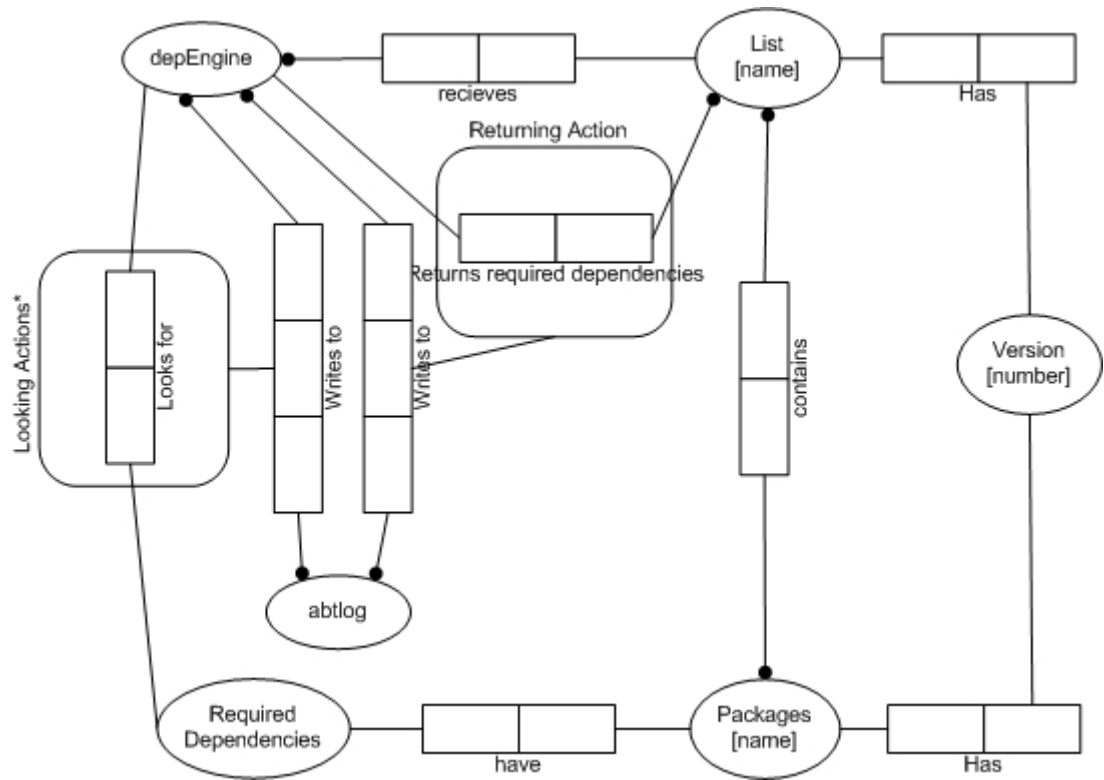 depEngine
List
[name]
recieves
Has
Returning Action
Returns required dependencies
Looking Actions*
Looks for
Writes to
Writes to
contains
Version
[number]
abtlog
Required
Dependencies
have
Packages
[name]
Has